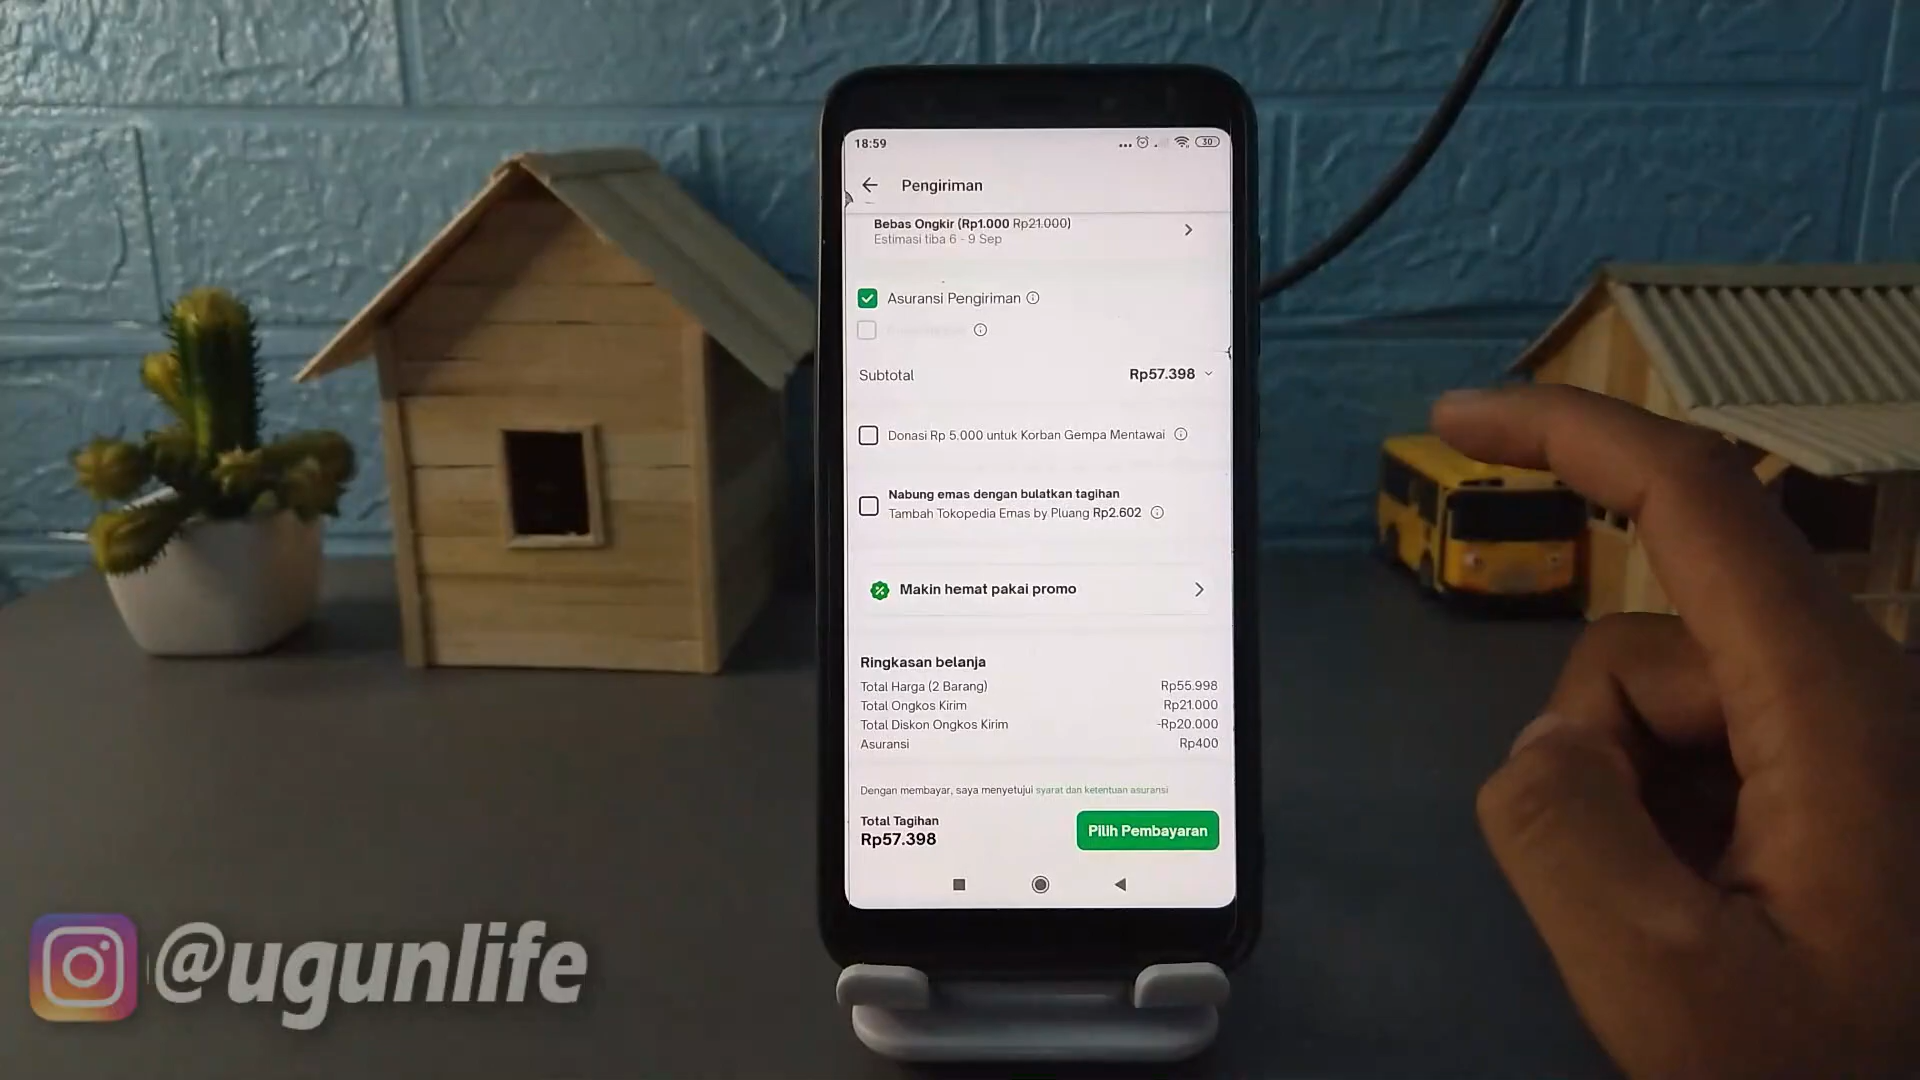 18:59
30
Pengiriman
Bebas Ongkir (Rp1.000 Rp21.000)
Estimasi tiba 6 - 9 Sep
Asuransi Pengiriman
Subtotal
Rp57.398
Donasi Rp 5.000 untuk Korban Gempa Mentawai
Nabung emas dengan bulatkan tagihan
Tambah Tokopedia Emas by Pluang Rp2.602
Makin hemat pakai promo
Ringkasan belanja
Total Harga (2 Barang) Rp55.998
Total Ongkos Kirim Rp21.000
Total Diskon Ongkos Kirim -Rp20.000
Asuransi Rp400
Dengan membayar, saya menyetujui syarat dan ketentuan asuransi
Total Tagihan
Rp57.398
Pilih Pembayaran
@ugunlife